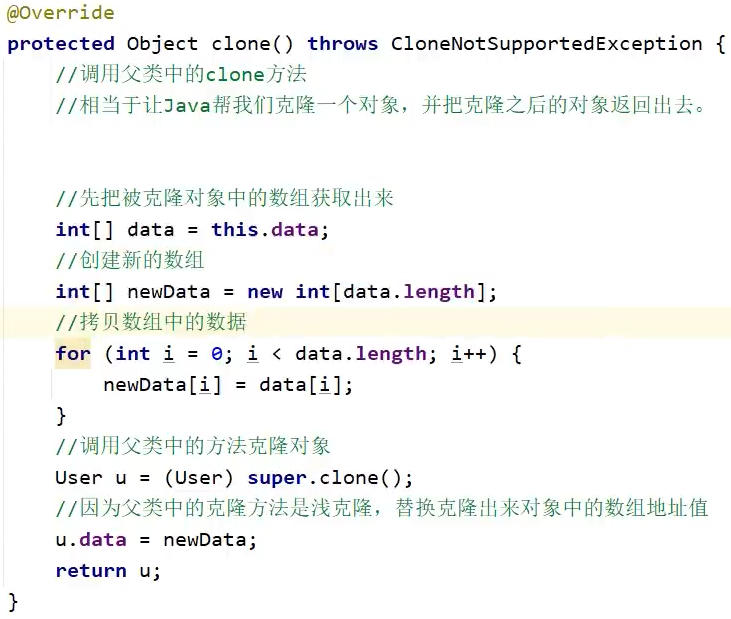 @Override
protected Object clone() throws CloneNotSupportedException {
//调用父类中的clone方法
//相当于让Java帮我们克隆一个对象，并把克隆之后的对象返回出去。
//先把被克隆对象中的数组获取出来
int[] data = this.data;
//创建新的数组
int[] newData = new int[data.length];
//拷贝数组中的数据
for (int i = 0; i < data.length; i++) {
newData[i] = data[i];
}
//调用父类中的方法克隆对象
User u = (User) super.clone();
//因为父类中的克隆方法是浅克隆，替换克隆出来对象中的数组地址值
u.data = newData;
return u;
}